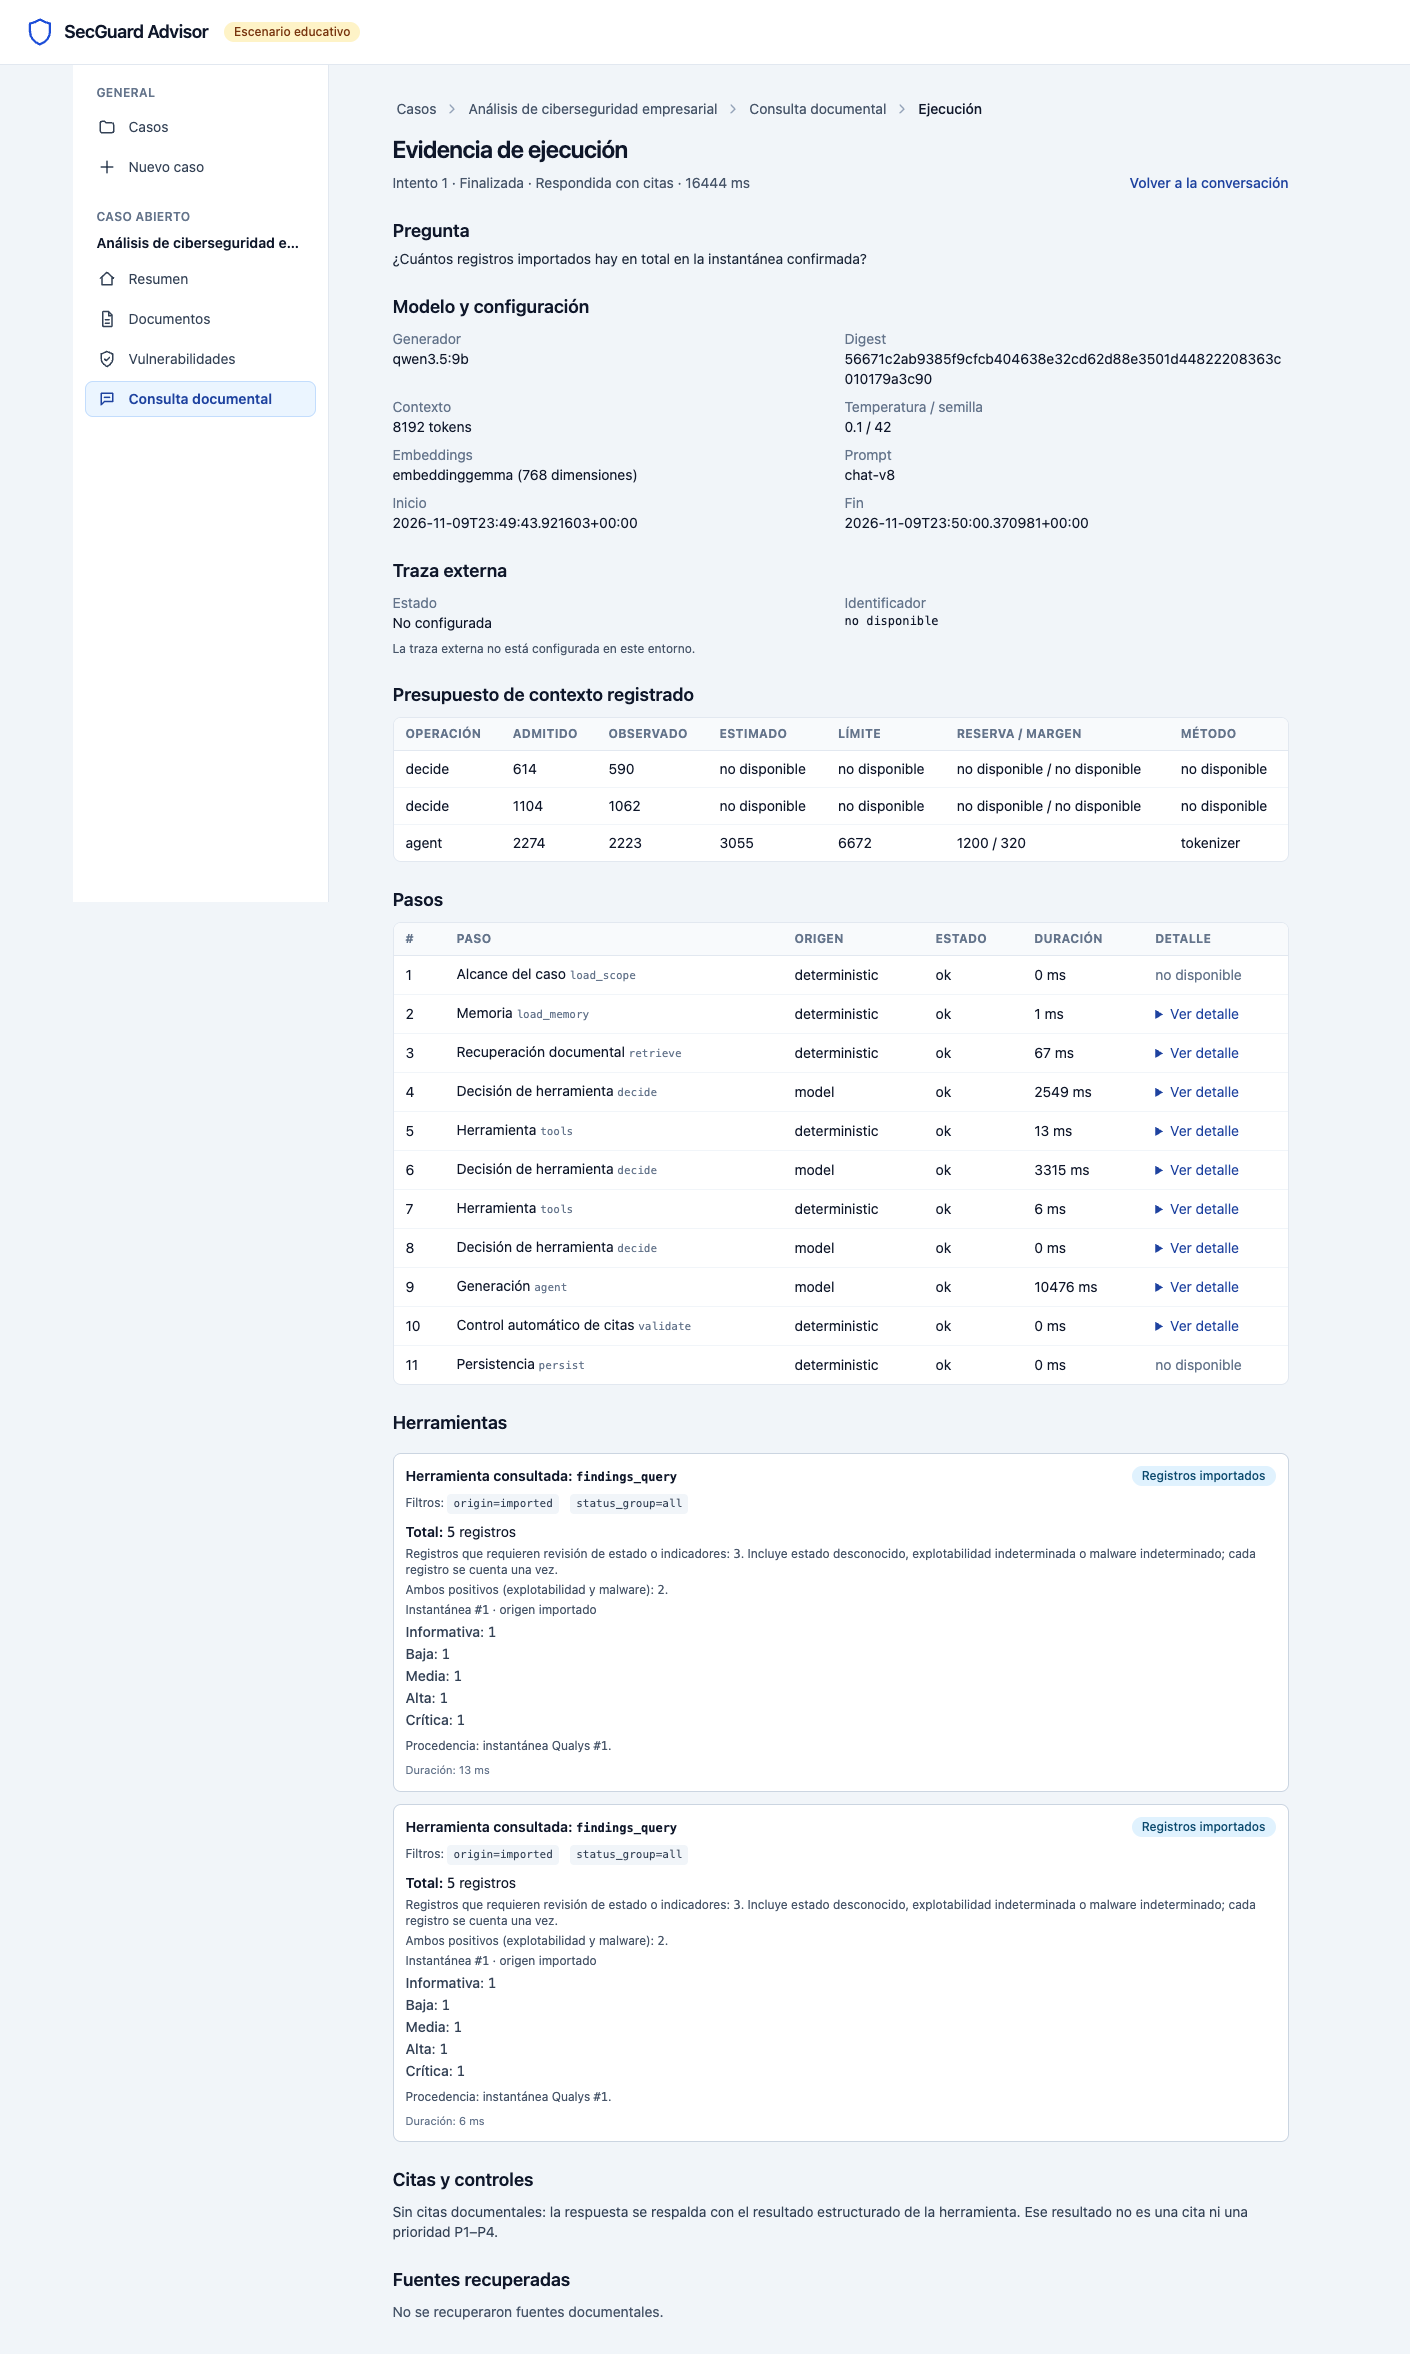 SecGuard Advisor
Escenario educativo
GENERAL
Casos
Nuevo caso
CASO ABIERTO
Análisis de ciberseguridad e...
Resumen
Documentos
Vulnerabilidades
Consulta documental
Casos > Análisis de ciberseguridad empresarial > Consulta documental > Ejecución
Evidencia de ejecución
Intento 1 · Finalizada · Respondida con citas · 16444 ms
Volver a la conversación
Pregunta
¿Cuántos registros importados hay en total en la instantánea confirmada?
Modelo y configuración
Generador
qwen3.5:9b
Digest
56671c2ab9385f9cfcb404638e32cd62d88e3501d44822208363c
010179a3c90
Contexto
8192 tokens
Temperatura / semilla
0.1 / 42
Embeddings
embeddinggemma (768 dimensiones)
Prompt
chat-v8
Inicio
2026-11-09T23:49:43.921603+00:00
Fin
2026-11-09T23:50:00.370981+00:00
Traza externa
Estado
No configurada
Identificador
no disponible
La traza externa no está configurada en este entorno.
Presupuesto de contexto registrado
OPERACIÓN ADMITIDO OBSERVADO ESTIMADO LÍMITE RESERVA / MARGEN MÉTODO
decide 614 590 no disponible no disponible no disponible / no disponible no disponible
decide 1104 1062 no disponible no disponible no disponible / no disponible no disponible
agent 2274 2223 3055 6672 1200 / 320 tokenizer
Pasos
# PASO ORIGEN ESTADO DURACIÓN DETALLE
1 Alcance del caso load_scope deterministic ok 0 ms no disponible
2 Memoria load_memory deterministic ok 1 ms Ver detalle
3 Recuperación documental retrieve deterministic ok 67 ms Ver detalle
4 Decisión de herramienta decide model ok 2549 ms Ver detalle
5 Herramienta tools deterministic ok 13 ms Ver detalle
6 Decisión de herramienta decide model ok 3315 ms Ver detalle
7 Herramienta tools deterministic ok 6 ms Ver detalle
8 Decisión de herramienta decide model ok 0 ms Ver detalle
9 Generación agent model ok 10476 ms Ver detalle
10 Control automático de citas validate deterministic ok 0 ms Ver detalle
11 Persistencia persist deterministic ok 0 ms no disponible
Herramientas
Herramienta consultada: findings_query
Registros importados
Filtros: origin=imported status_group=all
Total: 5 registros
Registros que requieren revisión de estado o indicadores: 3. Incluye estado desconocido, explotabilidad indeterminada o malware indeterminado; cada
registro se cuenta una vez.
Ambos positivos (explotabilidad y malware): 2.
Instantánea #1 · origen importado
Informativa: 1
Baja: 1
Media: 1
Alta: 1
Crítica: 1
Procedencia: instantánea Qualys #1.
Duración: 13 ms
Herramienta consultada: findings_query
Registros importados
Filtros: origin=imported status_group=all
Total: 5 registros
Registros que requieren revisión de estado o indicadores: 3. Incluye estado desconocido, explotabilidad indeterminada o malware indeterminado; cada
registro se cuenta una vez.
Ambos positivos (explotabilidad y malware): 2.
Instantánea #1 · origen importado
Informativa: 1
Baja: 1
Media: 1
Alta: 1
Crítica: 1
Procedencia: instantánea Qualys #1.
Duración: 6 ms
Citas y controles
Sin citas documentales: la respuesta se respalda con el resultado estructurado de la herramienta. Ese resultado no es una cita ni una
prioridad P1–P4.
Fuentes recuperadas
No se recuperaron fuentes documentales.